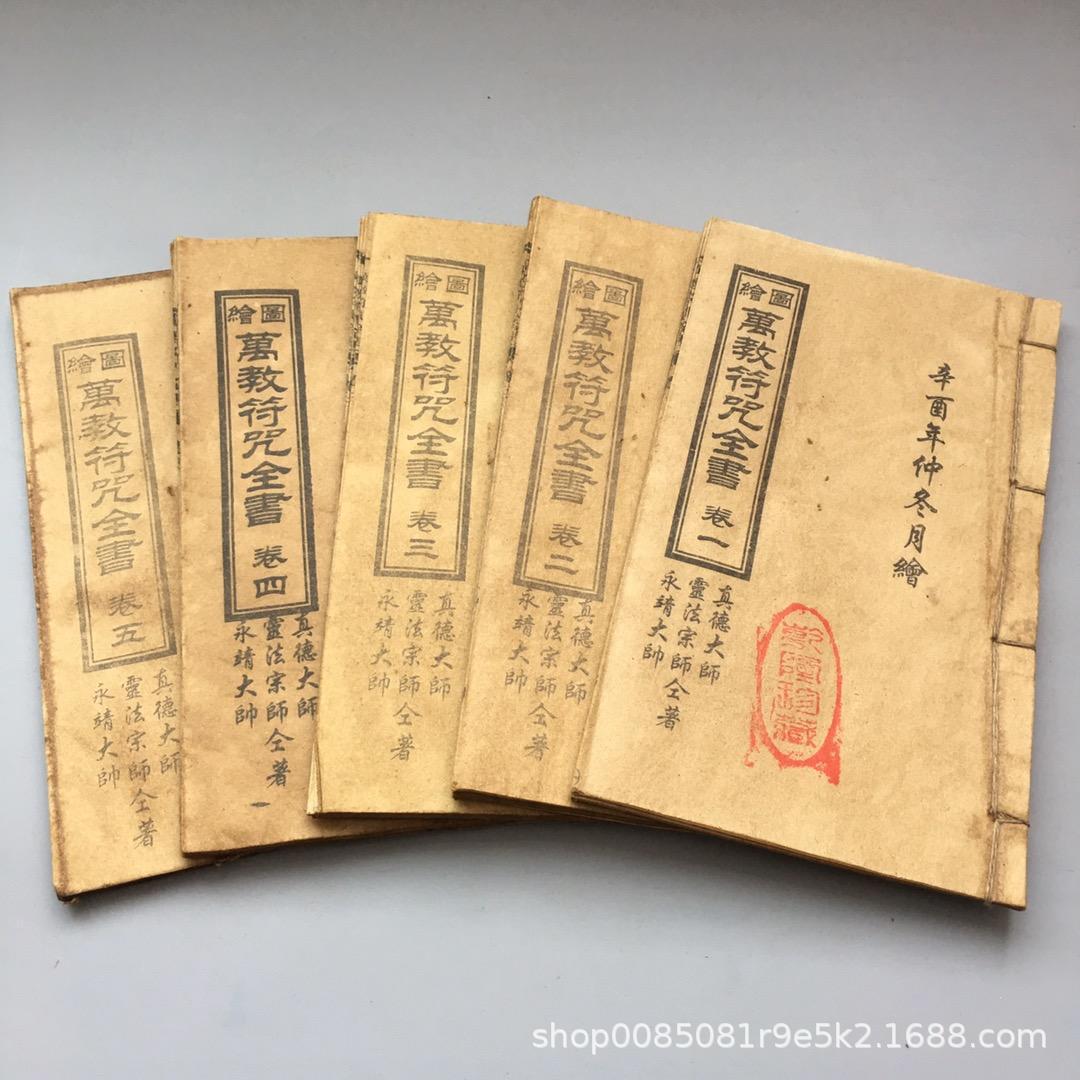 辛酉年仲冬月繪
圖繪
萬教符咒全書 卷一
真德大師
靈法宗師仝著
永靖大帥
圖繪
萬教符咒全書 卷二
真德大師
靈法宗師仝著
永靖大帥
圖繪
萬教符咒全書 卷三
真德大師
靈法宗師仝著
永靖大帥
圖繪
萬教符咒全書 卷四
真德大師
靈法宗師仝著
永靖大帥
圖繪
萬教符咒全書 卷五
真德大師
靈法宗師仝著
永靖大帥
shop0085081r9e5k2.1688.com